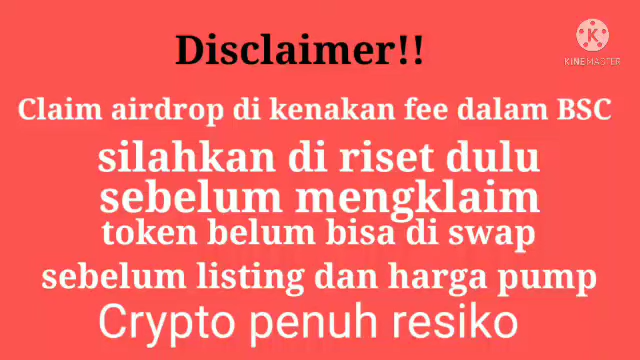 Disclaimer!!
KINEMASTER
Claim airdrop di kenakan fee dalam BSC
silahkan di riset dulu
sebelum mengklaim
token belum bisa di swap
sebelum listing dan harga pump
Crypto penuh resiko